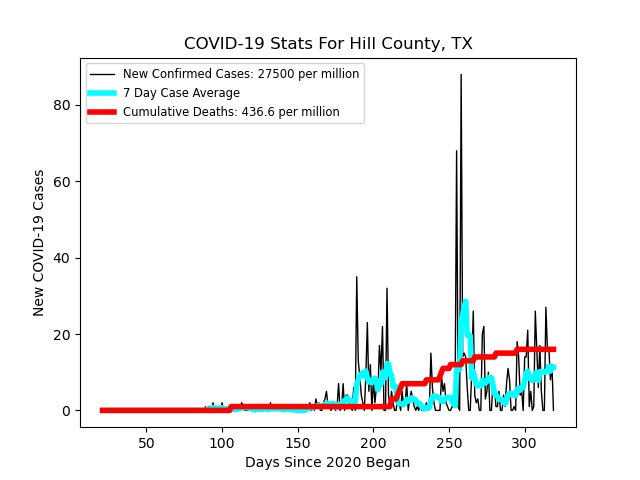 COVID-19 Stats For Hill County, TX
New Confirmed Cases: 27500 per million
7 Day Case Average
Cumulative Deaths: 436.6 per million
New COVID-19 Cases
80
60
40
20
0
50 100 150 200 250 300
Days Since 2020 Began